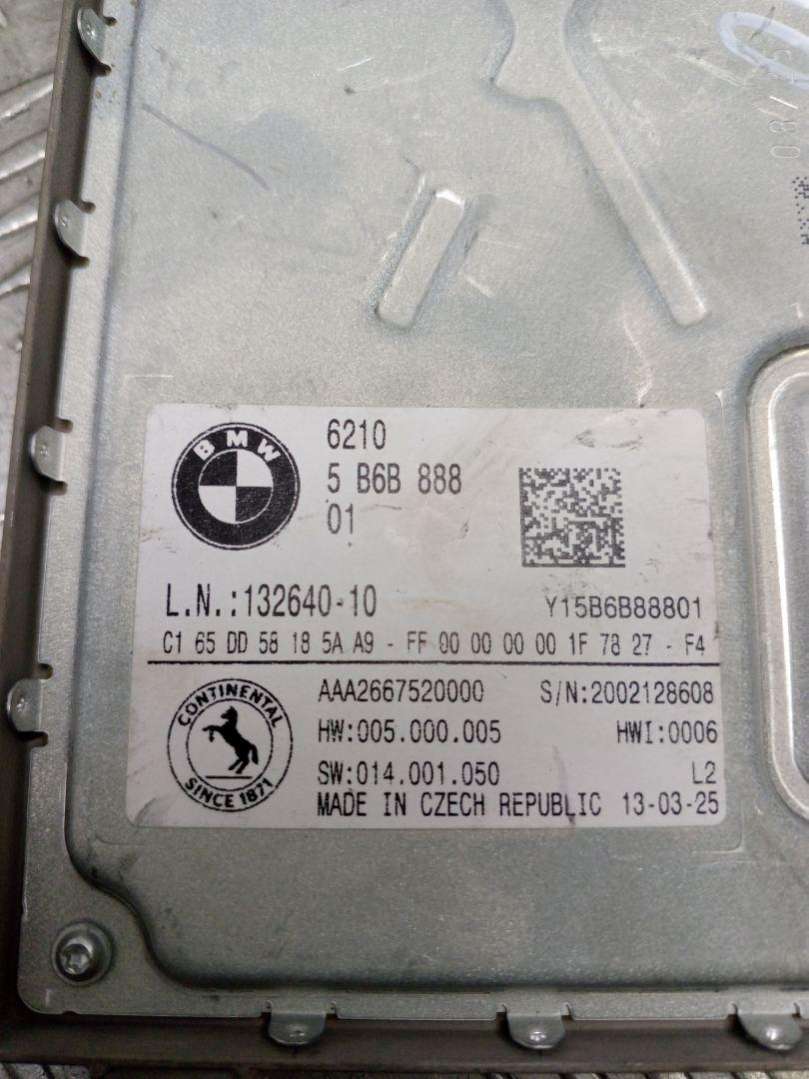 08/
BMW
6210
5 B6B 888
01
L.N.:132640-10
Y15B6B88801
C1 65 DD 58 18 5A A9 - FF 00 00 00 00 1F 78 27 - F4
CONTINENTAL
SINCE 1871
AAA2667520000 S/N:2002128608
HW:005.000.005 HWI:0006
SW:014.001.050 L2
MADE IN CZECH REPUBLIC 13-03-25